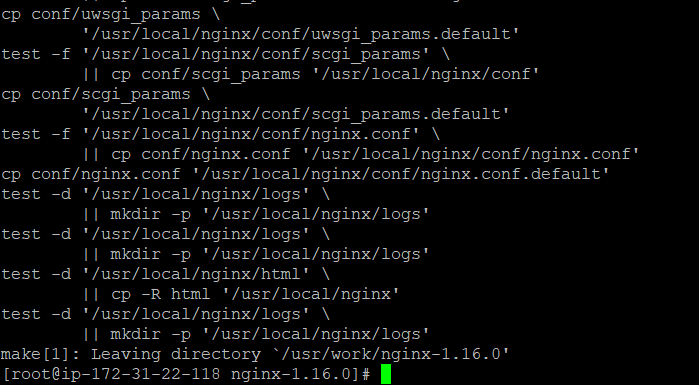 cp conf/uwsgi_params \
        '/usr/local/nginx/conf/uwsgi_params.default'
test -f '/usr/local/nginx/conf/scgi_params' \
        || cp conf/scgi_params '/usr/local/nginx/conf'
cp conf/scgi_params \
        '/usr/local/nginx/conf/scgi_params.default'
test -f '/usr/local/nginx/conf/nginx.conf' \
        || cp conf/nginx.conf '/usr/local/nginx/conf/nginx.conf'
cp conf/nginx.conf '/usr/local/nginx/conf/nginx.conf.default'
test -d '/usr/local/nginx/logs' \
        || mkdir -p '/usr/local/nginx/logs'
test -d '/usr/local/nginx/logs' \
        || mkdir -p '/usr/local/nginx/logs'
test -d '/usr/local/nginx/html' \
        || cp -R html '/usr/local/nginx'
test -d '/usr/local/nginx/logs' \
        || mkdir -p '/usr/local/nginx/logs'
make[1]: Leaving directory `/usr/work/nginx-1.16.0'
[root@ip-172-31-22-118 nginx-1.16.0]#